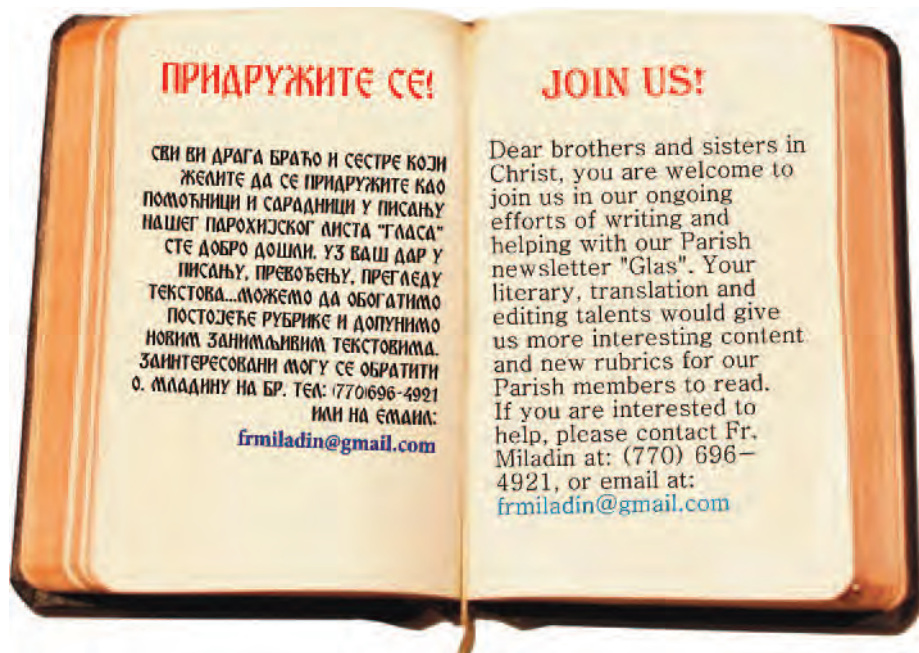 ПРИДРУЖИТЕ СЕ!
СВИ ВИ ДРАГА БРАЋО И СЕСТРЕ КОЈИ
ЖЕЛИТЕ ДА СЕ ПРИДРУЖИТЕ КАО
ПОМОЋНИЦИ И САРАДНИЦИ У ПИСАЊУ
НАШЕГ ПАРОХИЈСКОГ ЛИСТА "ГЛАСА"
СТЕ ДОБРО ДОШЛИ. УЗ ВАШ ДАР У
ПИСАЊУ, ПРЕВОЂЕЊУ, ПРЕГЛЕДУ
ТЕКСТОВА...МОЖЕМО ДА ОБОГАТИМО
ПОСТОЈЕЋЕ РУБРИКЕ И ДОПУНИМО
НОВИМ ЗАНИМЉИВИМ ТЕКСТОВИМА.
ЗАИНТЕРЕСОВАНИ МОГУ СЕ ОБРАТИТИ
О. МЛАДИНУ НА БР. ТЕЛ: (770)696-4921
ИЛИ НА ЕМАИЛ:
frmiladin@gmail.com
JOIN US!
Dear brothers and sisters in
Christ, you are welcome to
join us in our ongoing
efforts of writing and
helping with our Parish
newsletter "Glas". Your
literary, translation and
editing talents would give
us more interesting content
and new rubrics for our
Parish members to read.
If you are interested to
help, please contact Fr.
Miladin at: (770) 696-
4921, or email at:
frmiladin@gmail.com